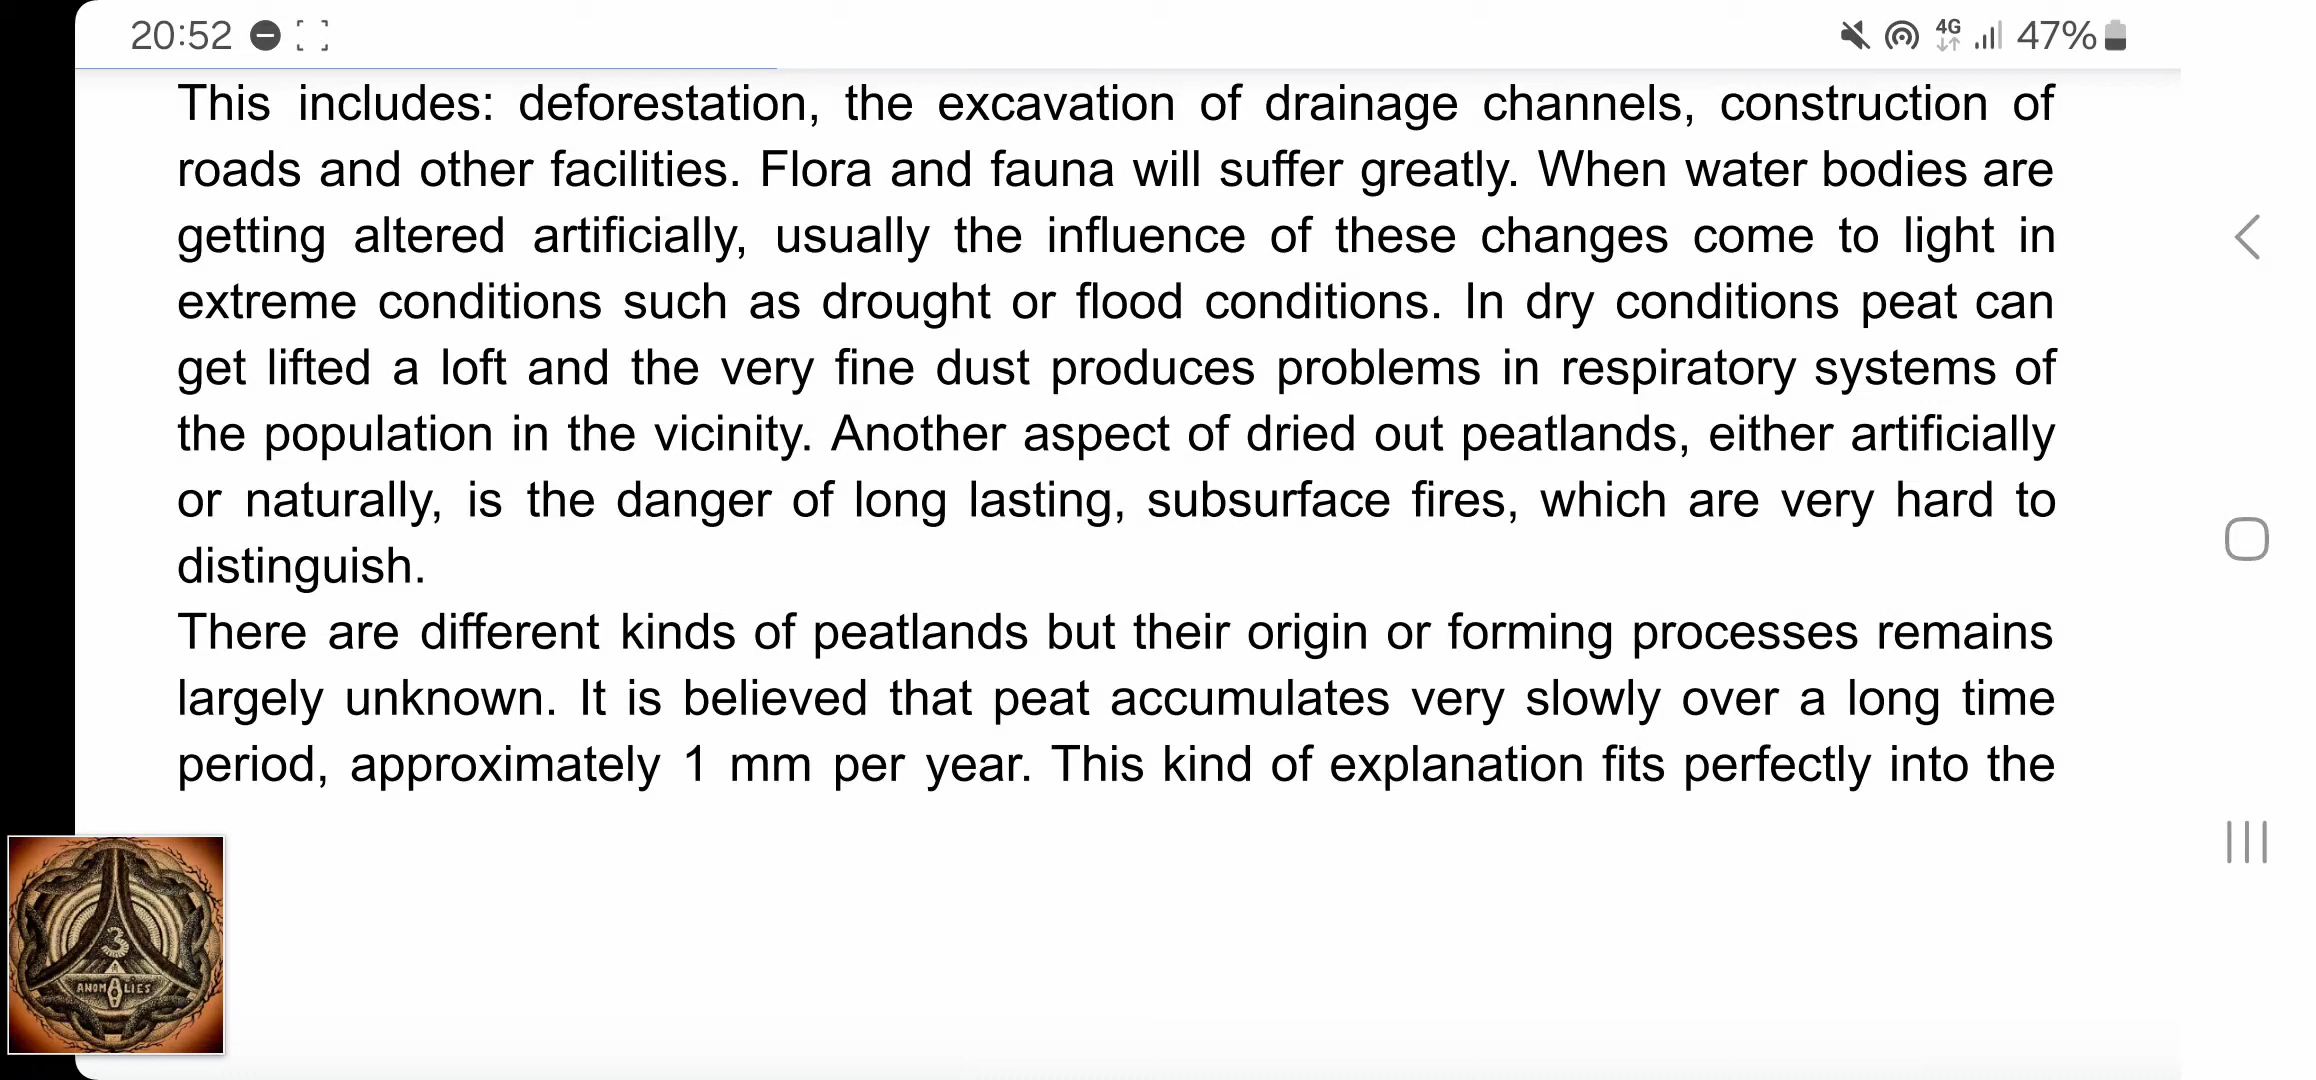 20:52
4G 47%
This includes: deforestation, the excavation of drainage channels, construction of
roads and other facilities. Flora and fauna will suffer greatly. When water bodies are
getting altered artificially, usually the influence of these changes come to light in
extreme conditions such as drought or flood conditions. In dry conditions peat can
get lifted a loft and the very fine dust produces problems in respiratory systems of
the population in the vicinity. Another aspect of dried out peatlands, either artificially
or naturally, is the danger of long lasting, subsurface fires, which are very hard to
distinguish.
There are different kinds of peatlands but their origin or forming processes remains
largely unknown. It is believed that peat accumulates very slowly over a long time
period, approximately 1 mm per year. This kind of explanation fits perfectly into the
3
ANOMALIES